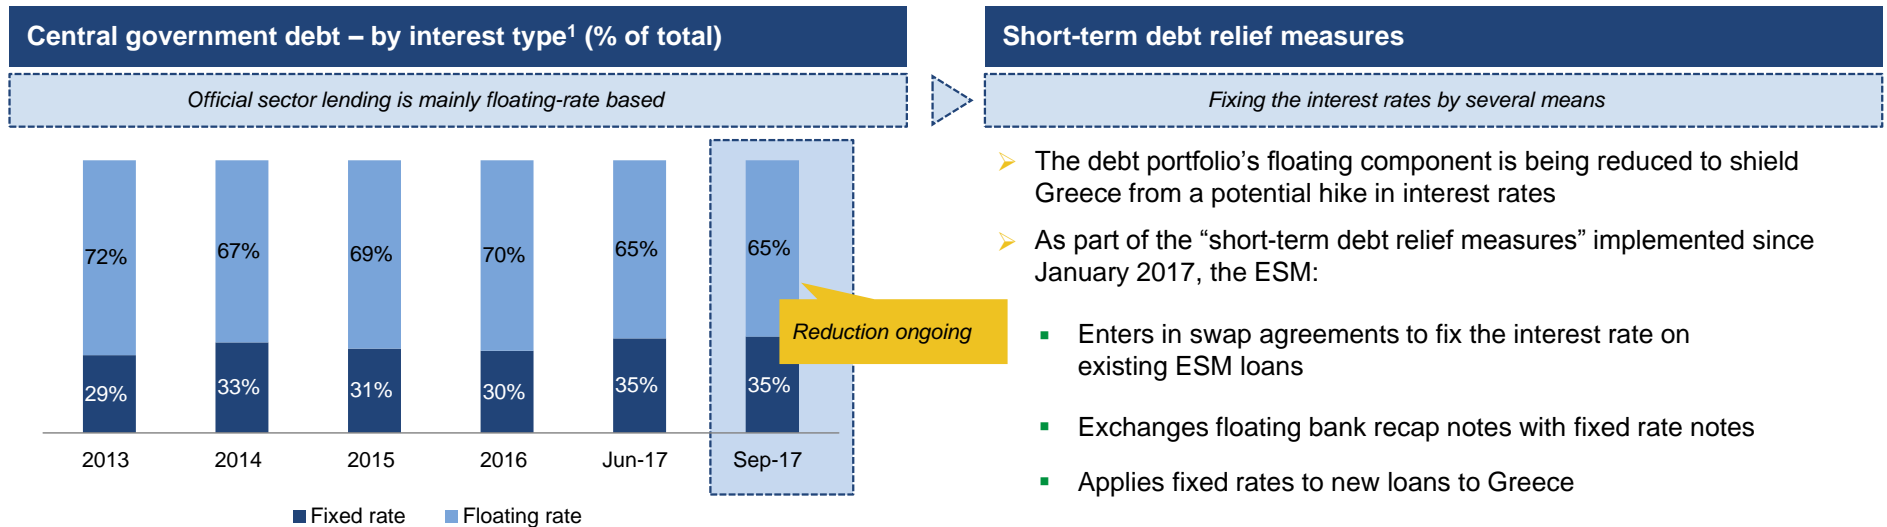 Central government debt – by interest type¹ (% of total)
Official sector lending is mainly floating-rate based
72%
67%
69%
70%
65%
65%
Reduction ongoing
29%
33%
31%
30%
35%
35%
2013
2014
2015
2016
Jun-17
Sep-17
Fixed rate
Floating rate
Short-term debt relief measures
Fixing the interest rates by several means
The debt portfolio’s floating component is being reduced to shield
Greece from a potential hike in interest rates
As part of the “short-term debt relief measures” implemented since
January 2017, the ESM:
Enters in swap agreements to fix the interest rate on
existing ESM loans
Exchanges floating bank recap notes with fixed rate notes
Applies fixed rates to new loans to Greece